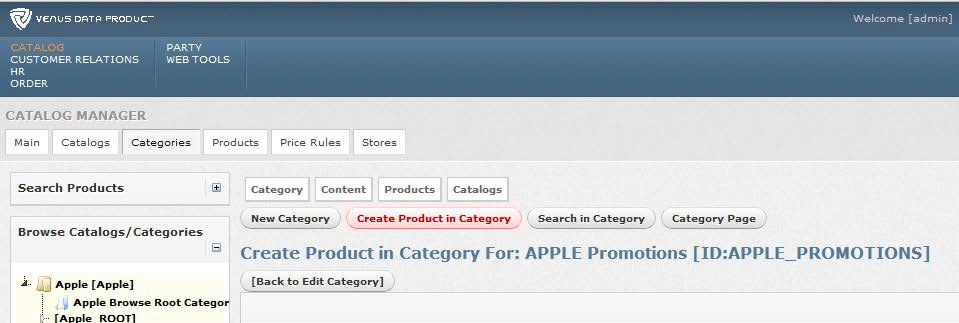 VENUS DATA PRODUCT
Welcome [admin]
CATALOG
CUSTOMER RELATIONS
HR
ORDER
PARTY
WEB TOOLS
CATALOG MANAGER
Main Catalogs Categories Products Price Rules Stores
Search Products
Browse Catalogs/Categories
Apple [Apple]
Apple Browse Root Categor
[Apple_ROOT]
Category Content Products Catalogs
New Category Create Product in Category Search in Category Category Page
Create Product in Category For: APPLE Promotions [ID:APPLE_PROMOTIONS]
[Back to Edit Category]